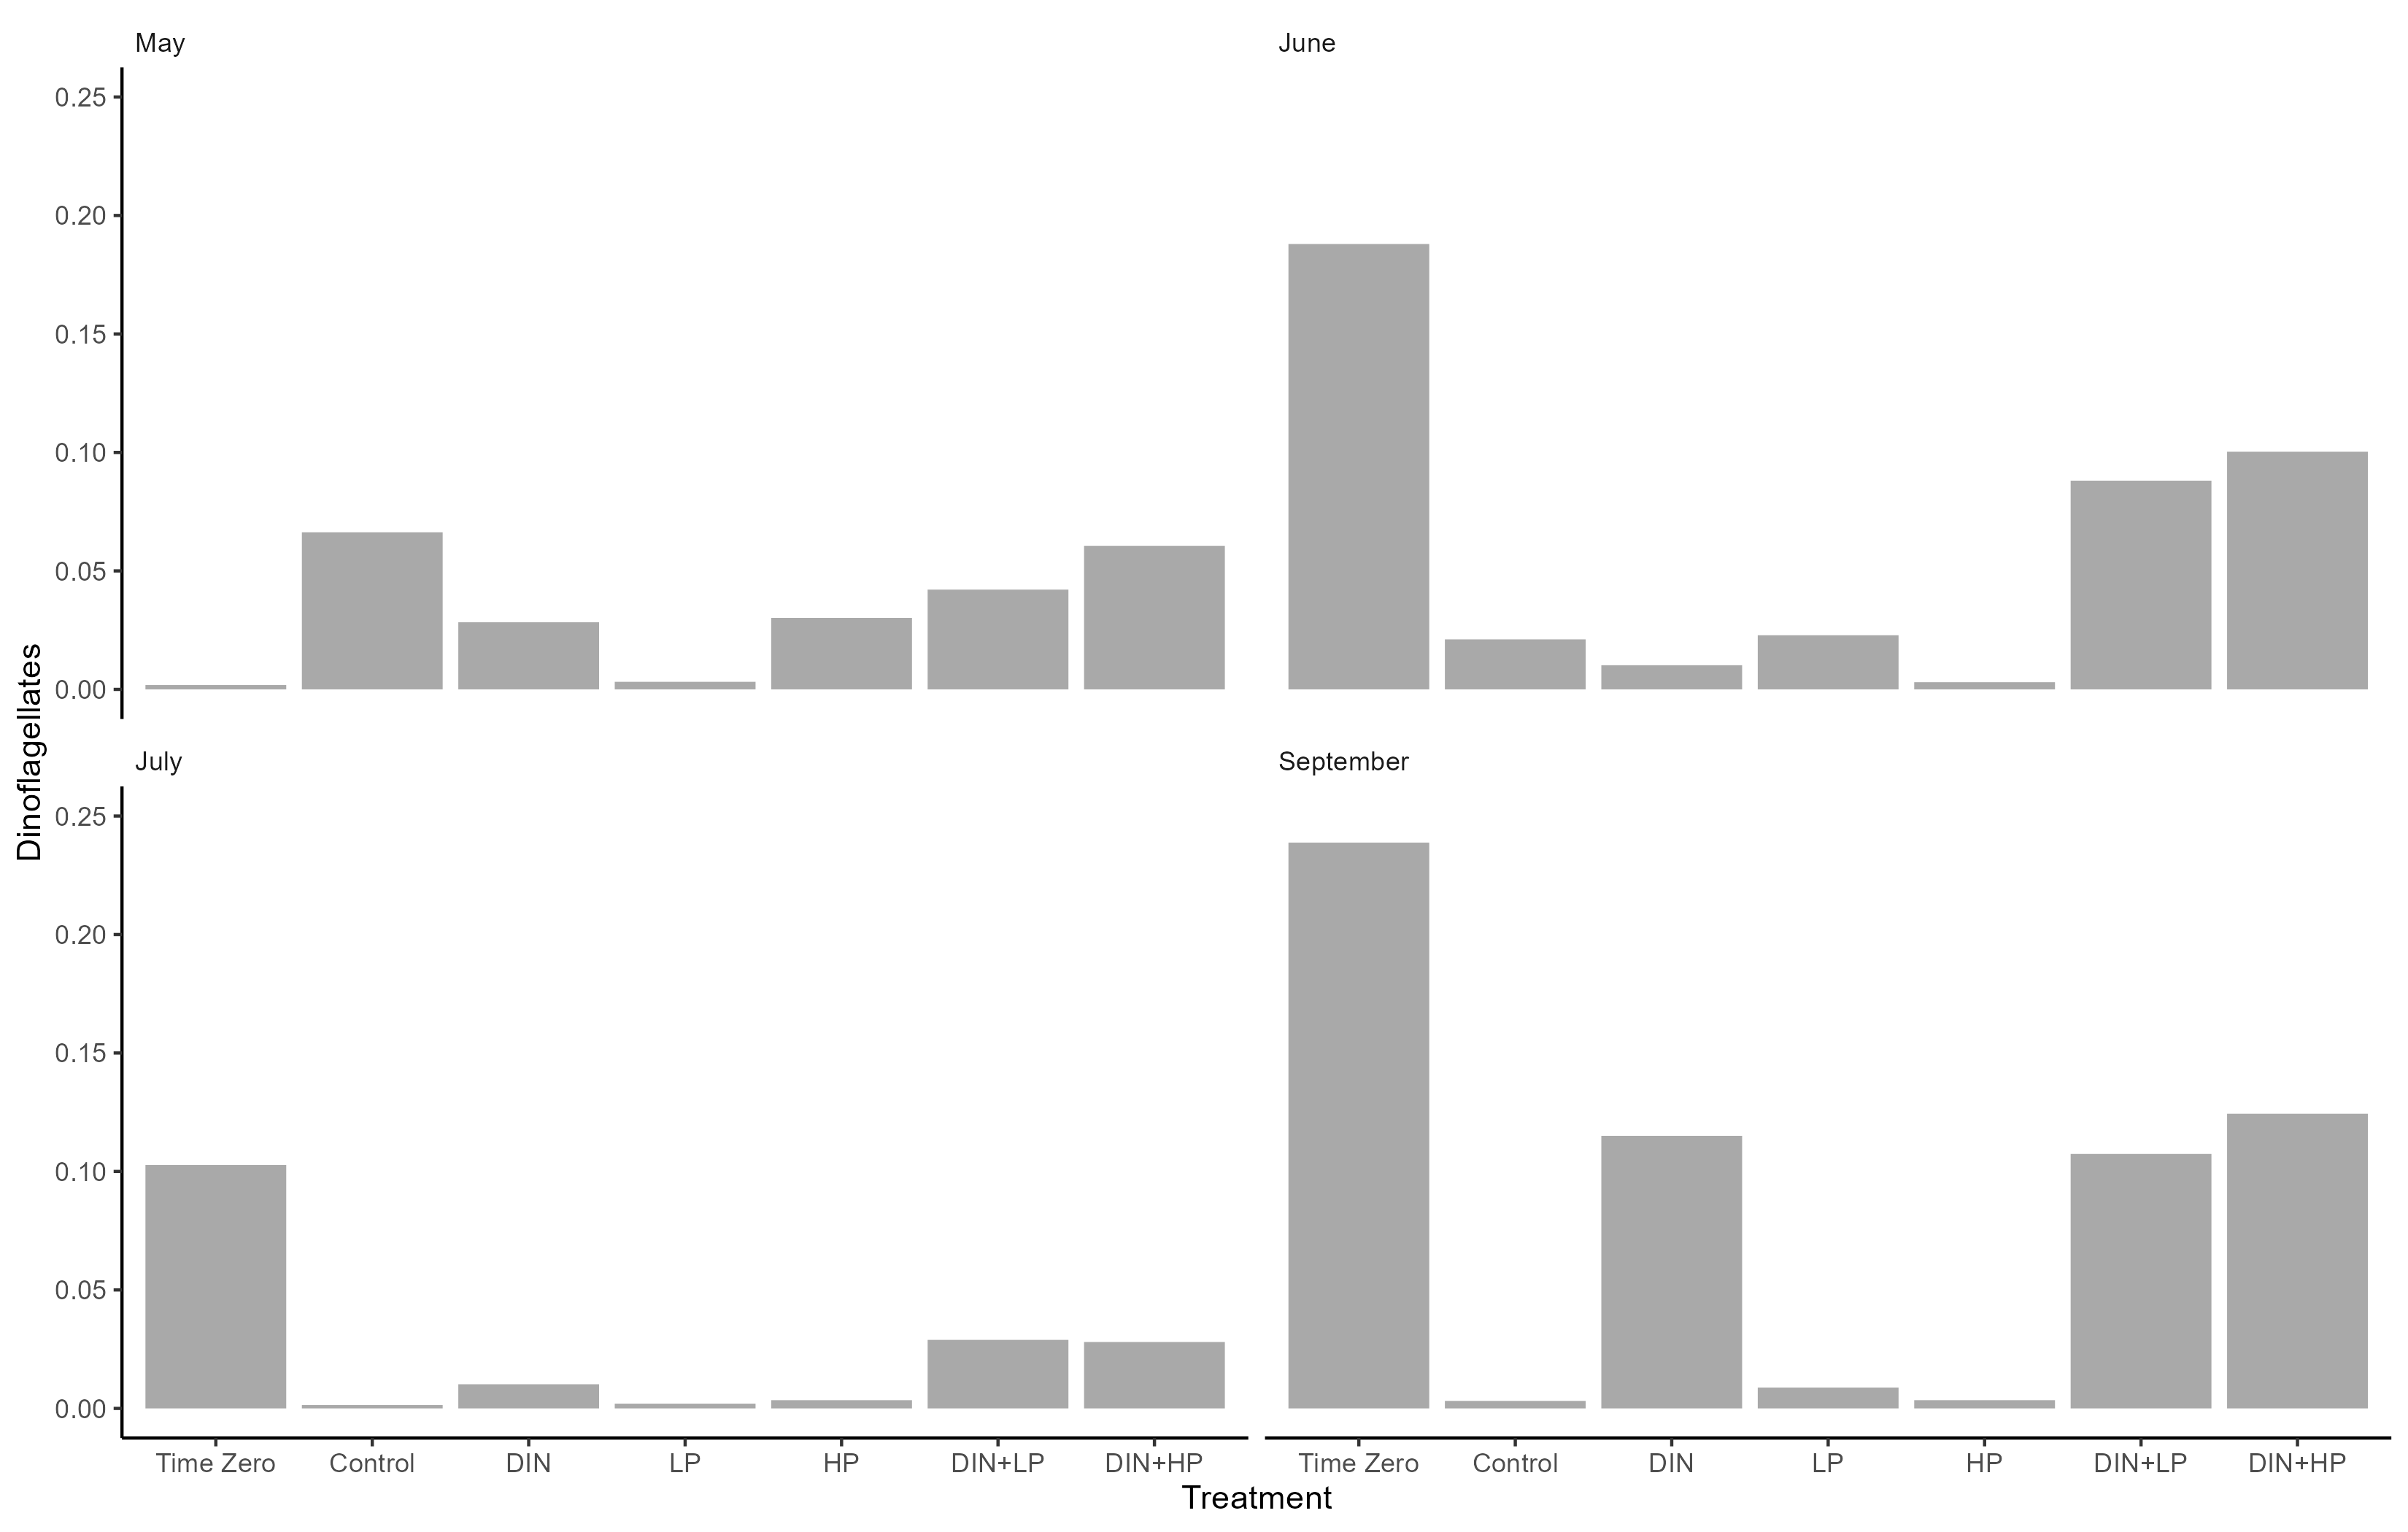 May
June
0.25
0.20
0.15
0.10
0.05
0.00
July
September
0.25
0.20
0.15
0.10
0.05
0.00
Dinoflagellates
Time Zero Control DIN LP HP DIN+LP DIN+HP
Time Zero Control DIN LP HP DIN+LP DIN+HP
Treatment